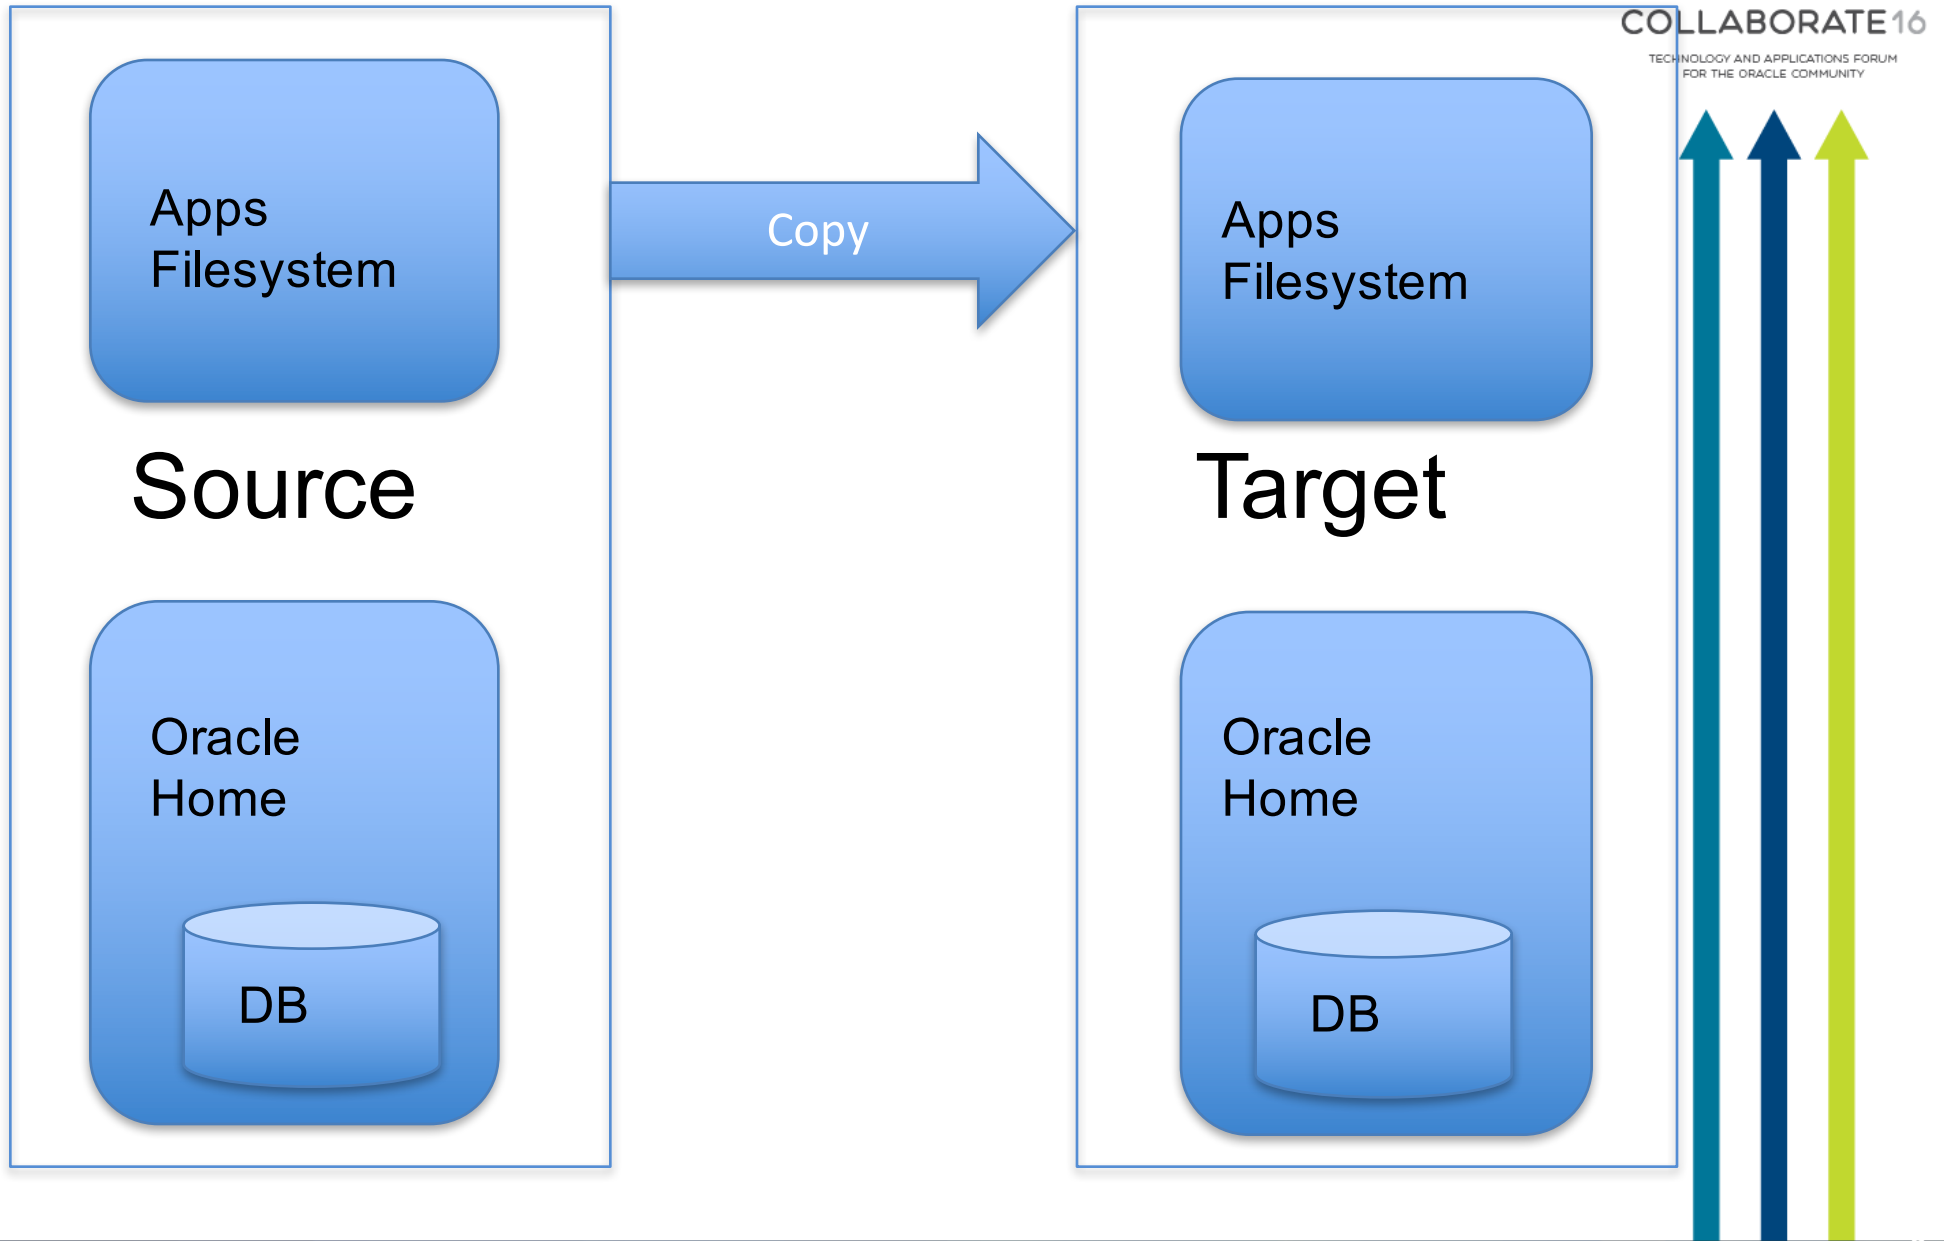 COLLABORATE16
TECHNOLOGY AND APPLICATIONS FORUM
FOR THE ORACLE COMMUNITY
Apps
Filesystem
Source
Oracle
Home
DB
Copy
Apps
Filesystem
Target
Oracle
Home
DB